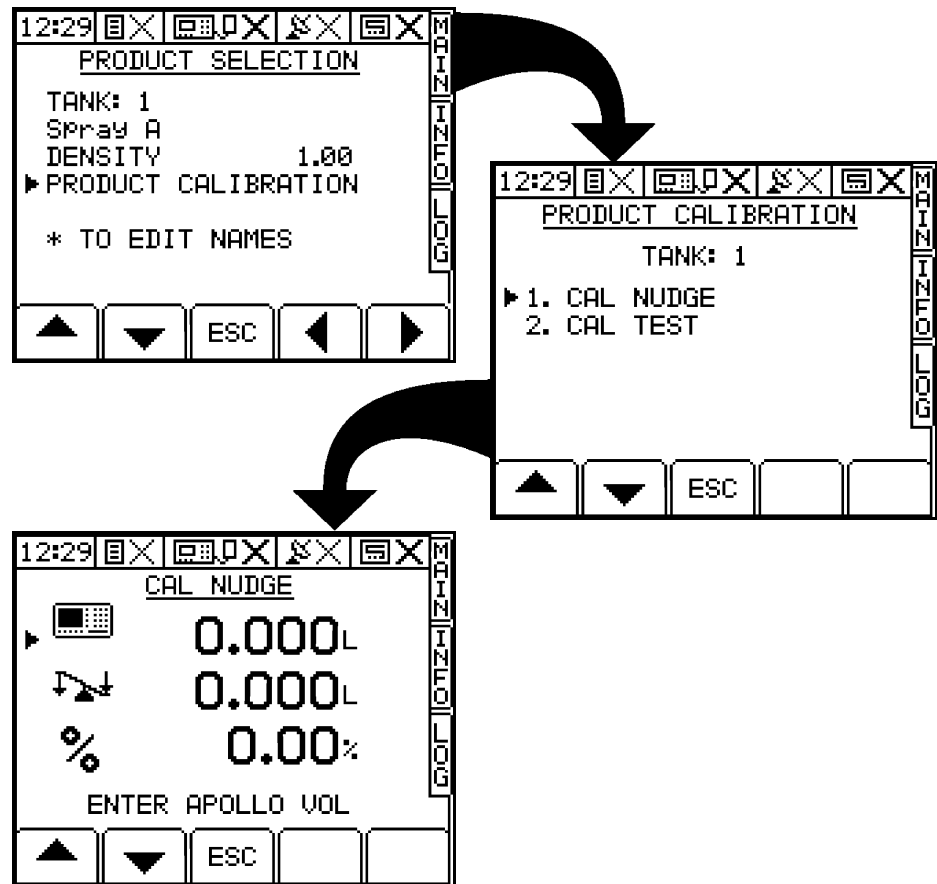 12:29
PRODUCT SELECTION
TANK: 1
Spray A
DENSITY 1.00
PRODUCT CALIBRATION
* TO EDIT NAMES
ESC
MAIN
INFO
LOG
12:29
PRODUCT CALIBRATION
TANK: 1
1. CAL NUDGE
2. CAL TEST
ESC
MAIN
INFO
LOG
12:29
CAL NUDGE
0.000L
0.000L
% 0.00%
ENTER APOLLO VOL
ESC
MAIN
INFO
LOG